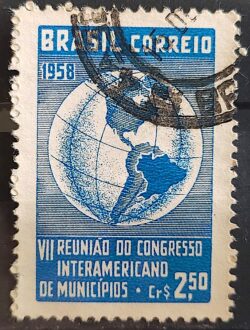 BRASIL CORREIO
1958
VII REUNIÃO DO CONGRESSO
INTERAMERICANO
DE MUNICÍPIOS • Cr$ 2,50